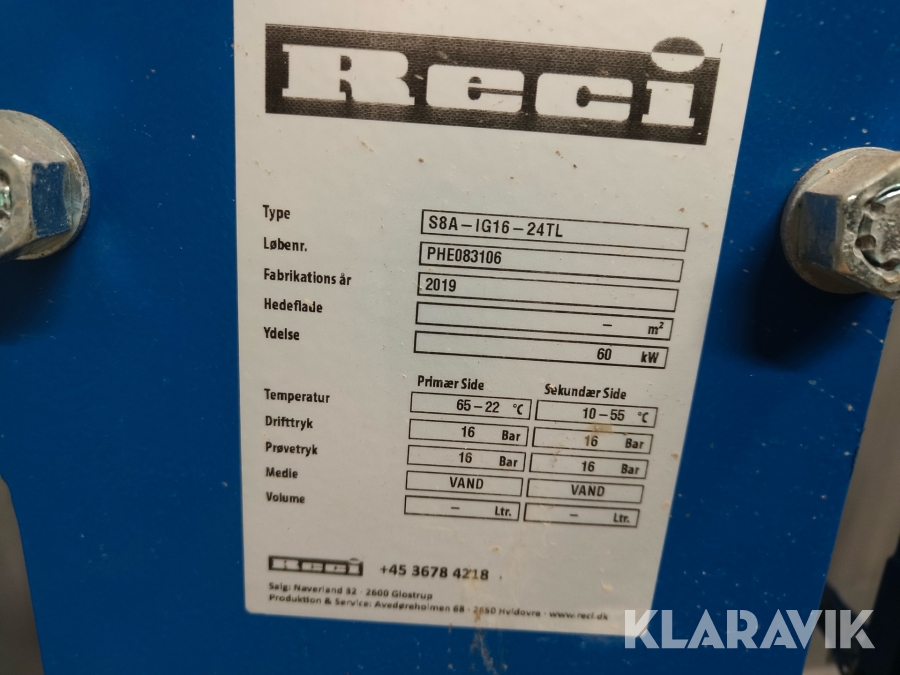 Reci
Type S8A-IG16-24TL
Løbenr. PHE083106
Fabrikations år 2019
Hedeflade - m²
Ydelse 60 kW
Primær Side Sekundær Side
Temperatur 65-22 °C 10-55 °C
Drifttryk 16 Bar 16 Bar
Prøvetryk 16 Bar 16 Bar
Medie VAND VAND
Volume - Ltr. - Ltr.
Reci +45 3678 4218
Salg: Naverland 32 · 2600 Glostrup
Produktion & Service: Avedøreholmen 68 · 2650 Hvidovre · www.reci.dk
KLARAVIK